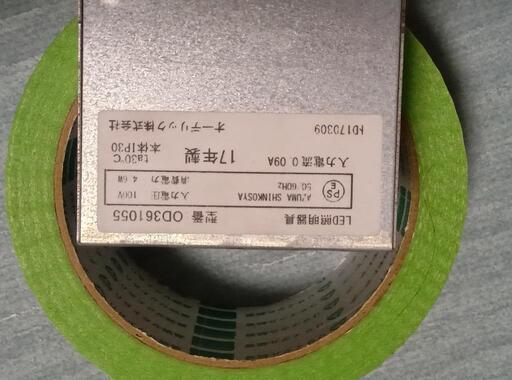 LED照明器具
型番 OD361055
PSE
AZUMA SHINKOSYA
50/60Hz
入力電圧 100V
消費電力 4.6W
入力電流 0.09A
17年製
ta30℃
本体IP30
ND170309
オーデリック株式会社